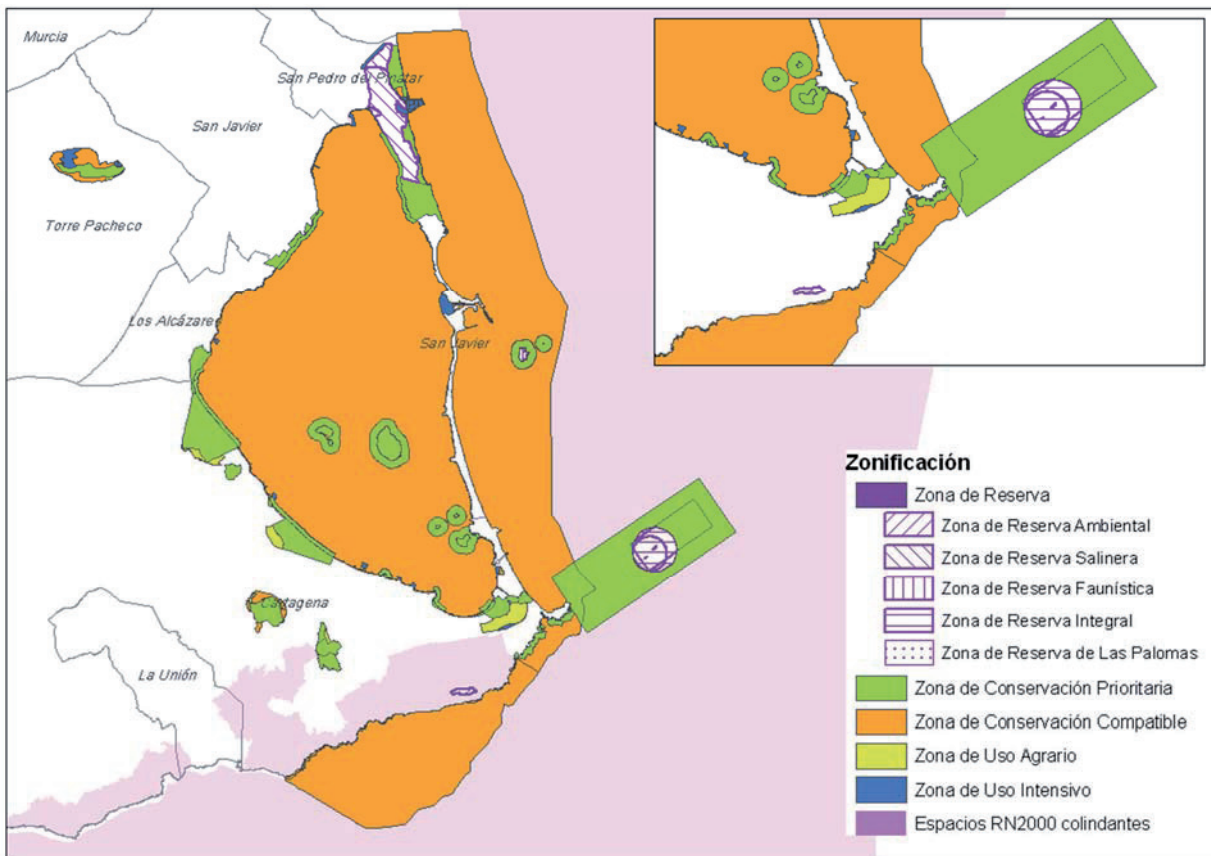 Murcia
San Pedro del Pinatar
San Javier
Torre Pacheco
Los Alcázares
San Javier
Cartagena
La Unión
Zonificación
Zona de Reserva
Zona de Reserva Ambiental
Zona de Reserva Salinera
Zona de Reserva Faunística
Zona de Reserva Integral
Zona de Reserva de Las Palomas
Zona de Conservación Prioritaria
Zona de Conservación Compatible
Zona de Uso Agrario
Zona de Uso Intensivo
Espacios RN2000 colindantes